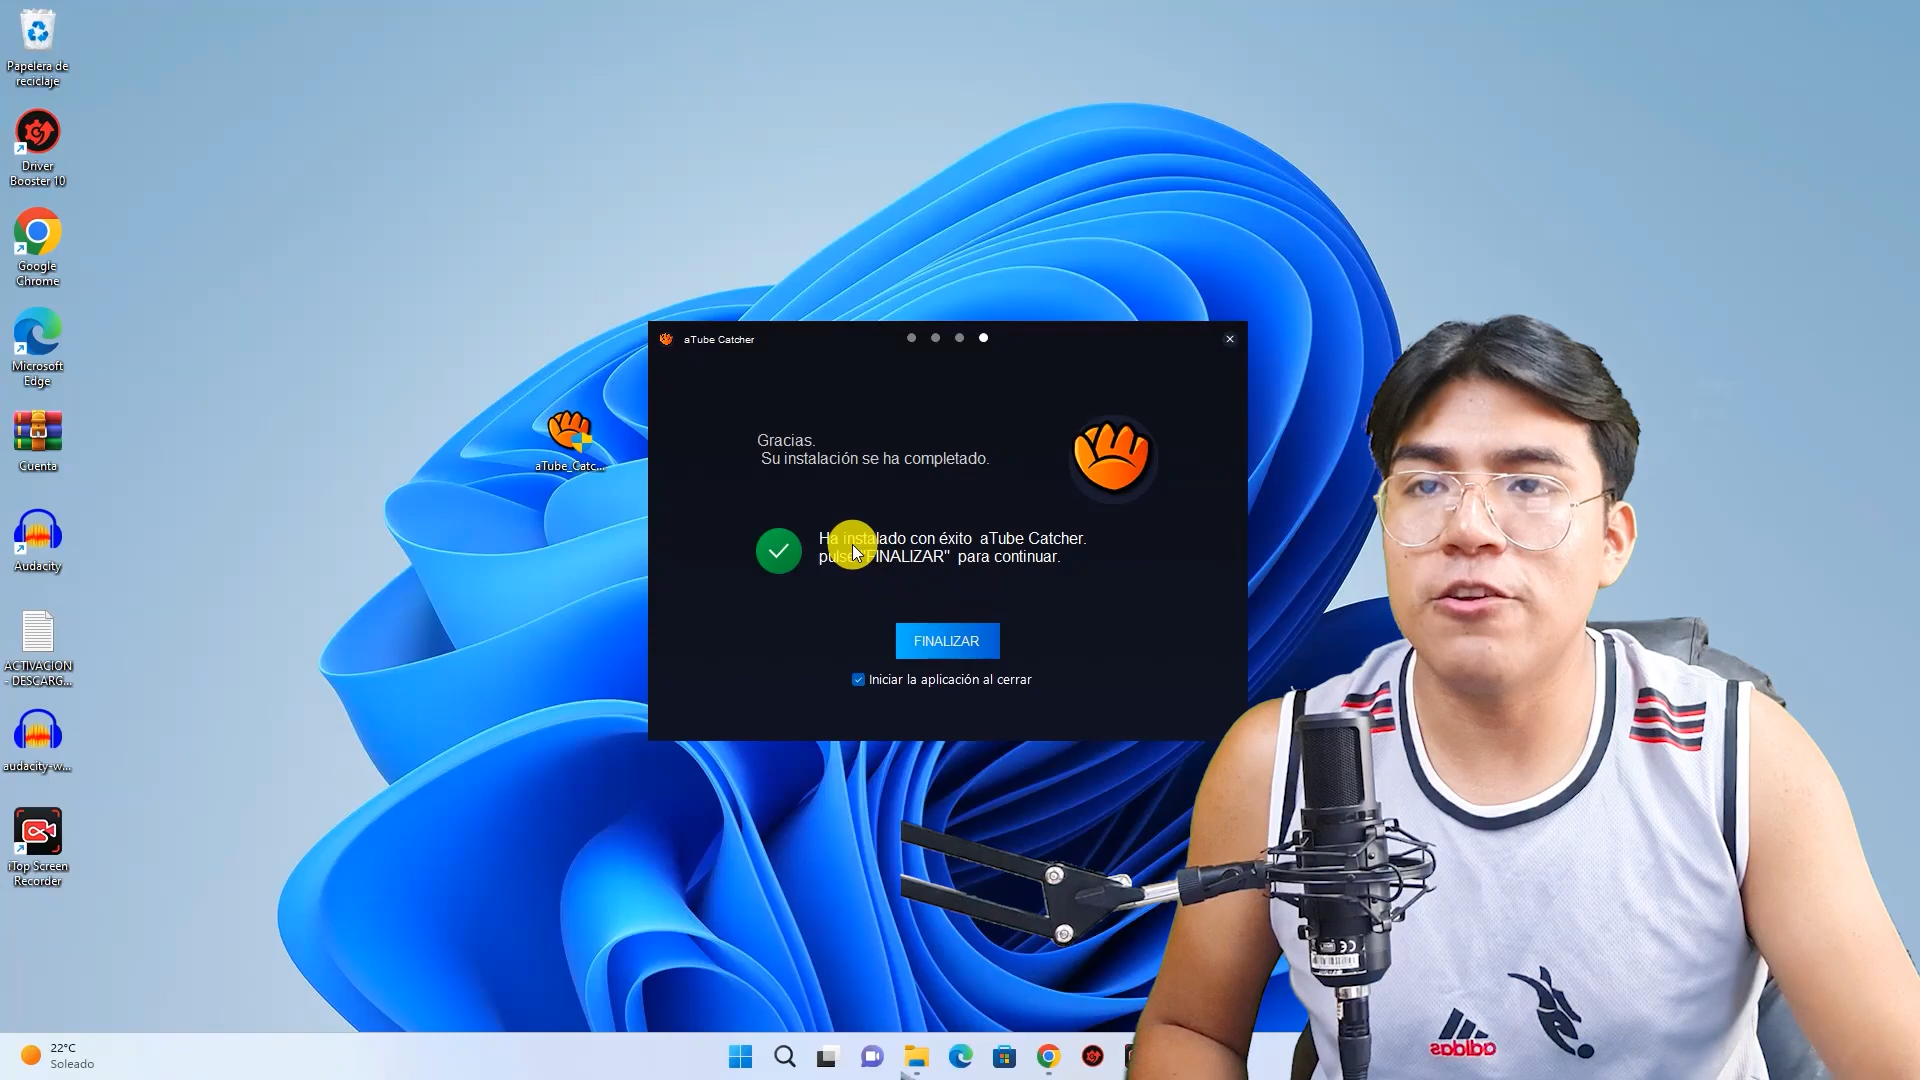 Papelera de
reciclaje
Driver
Booster 10
Google
Chrome
Microsoft
Edge
Cuenta
Audacity
ACTIVACION
- DESCARG...
audacity-w...
iTop Screen
Recorder
aTube_Catc...
aTube Catcher
Gracias.
Su instalación se ha completado.
Ha instalado con éxito aTube Catcher.
pulse "FINALIZAR" para continuar.
FINALIZAR
Iniciar la aplicación al cerrar
adidas
CE
22°C
Soleado